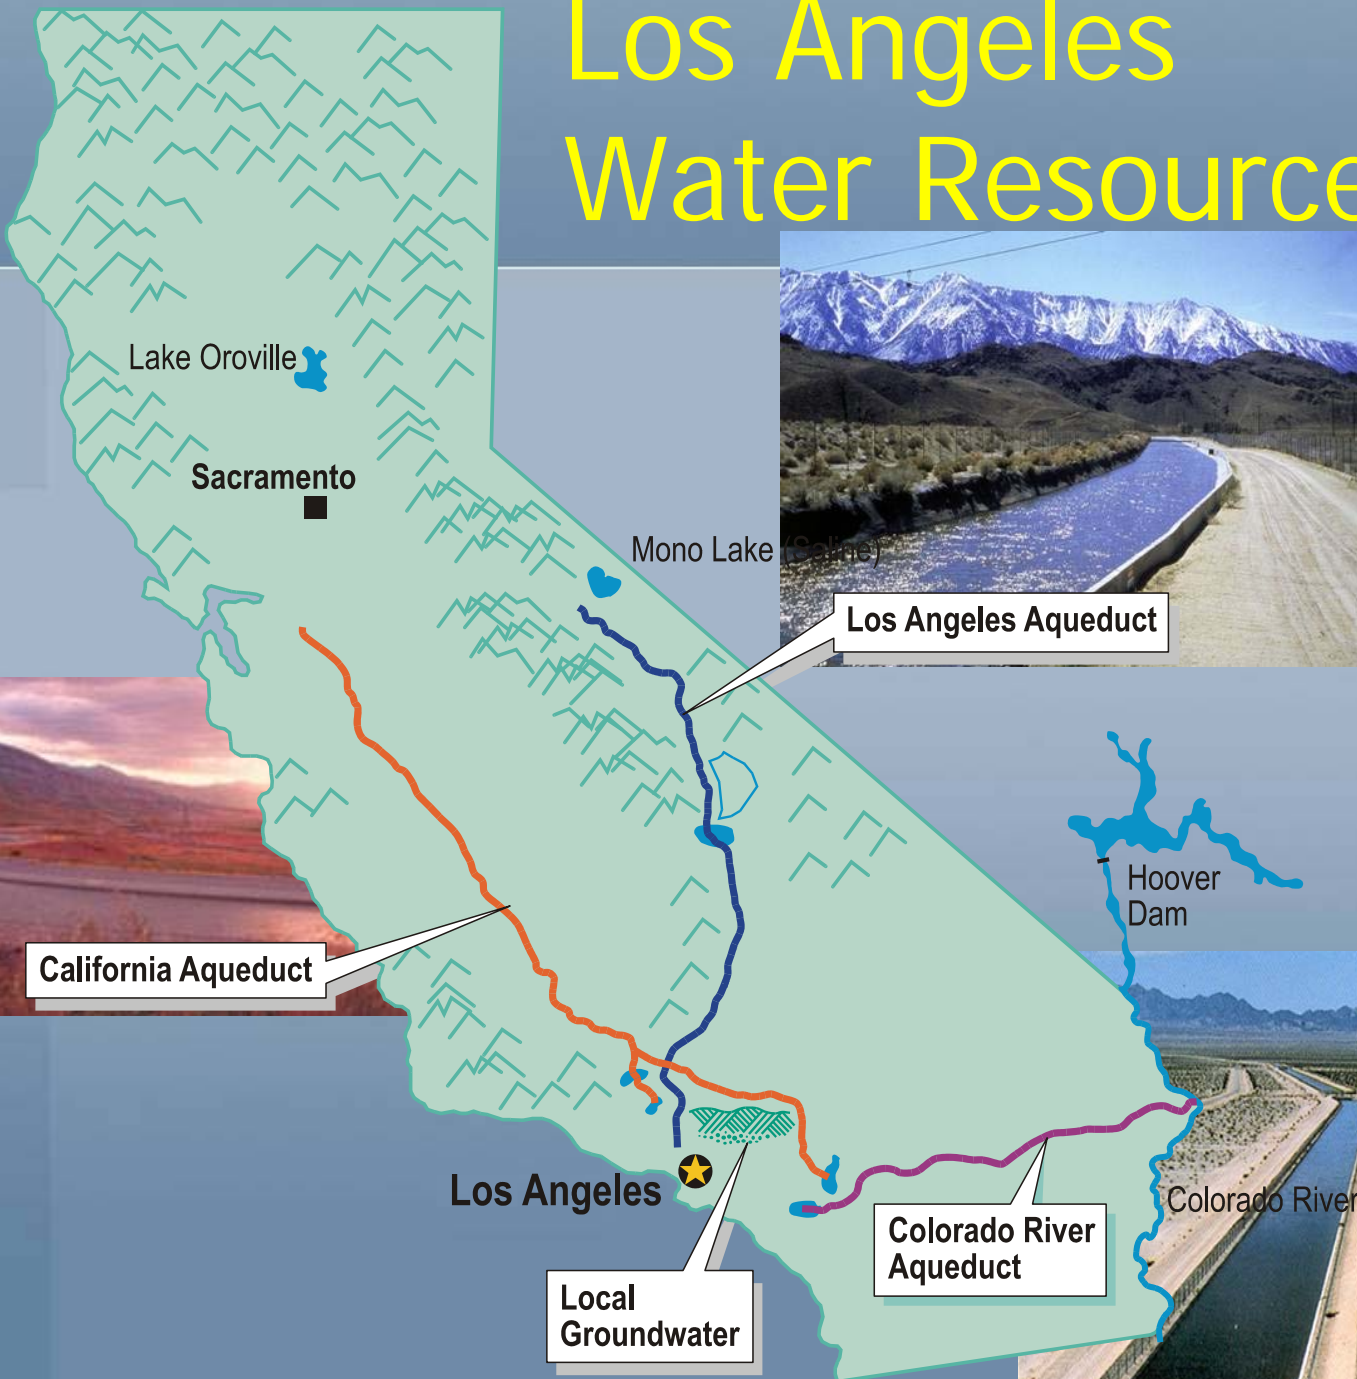 Los Angeles
Water Resource
Lake Oroville
Sacramento
Mono Lake (Saline)
Los Angeles Aqueduct
Hoover
Dam
California Aqueduct
Los Angeles
Colorado River
Colorado River
Aqueduct
Local
Groundwater